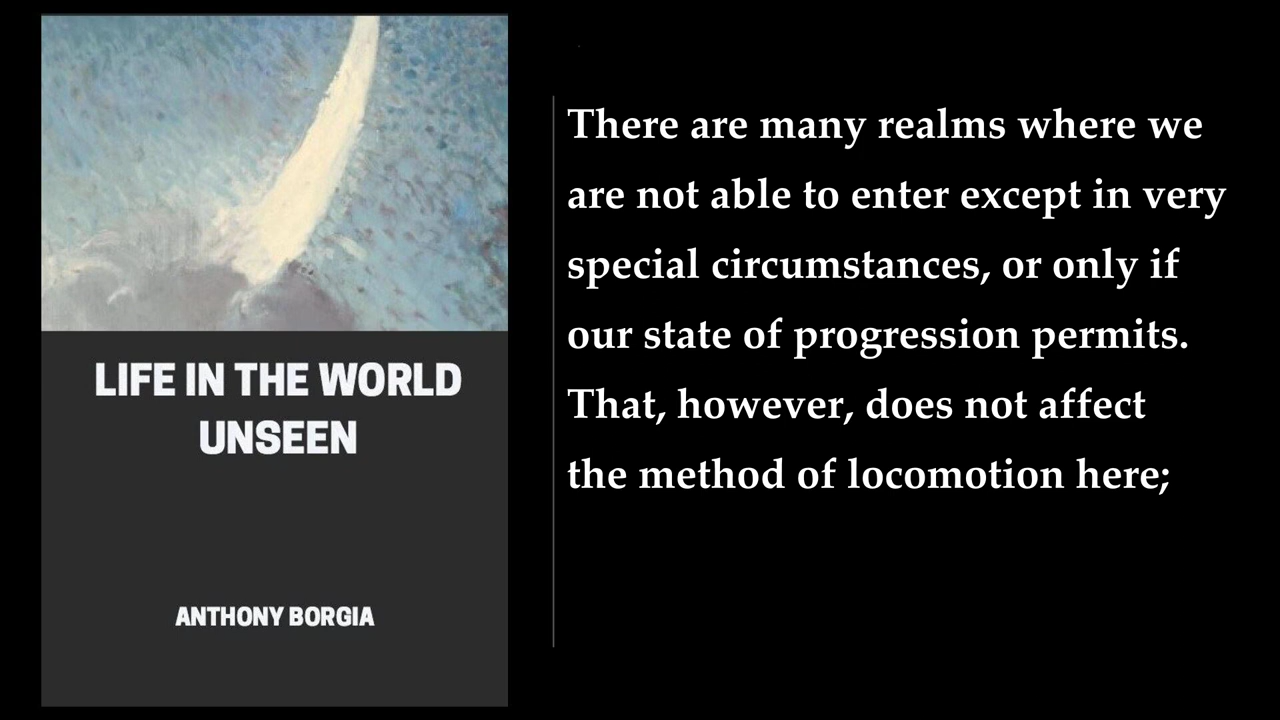 LIFE IN THE WORLD
UNSEEN
ANTHONY BORGIA
There are many realms where we
are not able to enter except in very
special circumstances, or only if
our state of progression permits.
That, however, does not affect
the method of locomotion here;